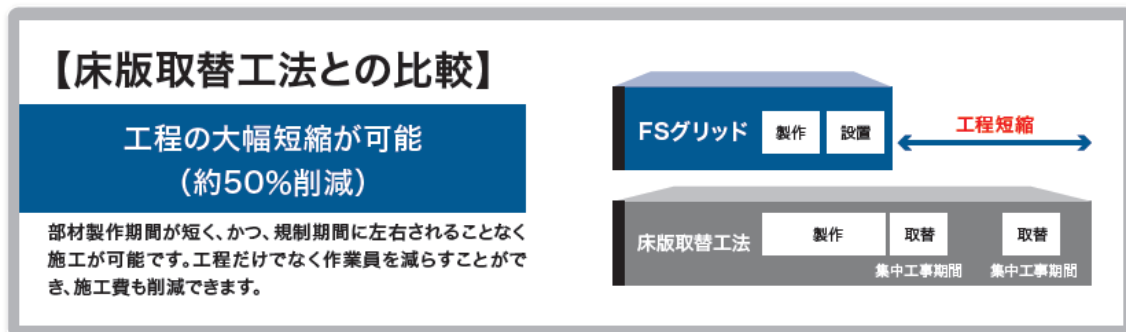 【床版取替工法との比較】
工程の大幅短縮が可能
（約50%削減）
部材製作期間が短く、かつ、規制期間に左右されることなく
施工が可能です。工程だけでなく作業員を減らすことがで
き、施工費も削減できます。
FSグリッド 製作 設置 工程短縮
床版取替工法 製作 取替 取替
集中工事期間 集中工事期間